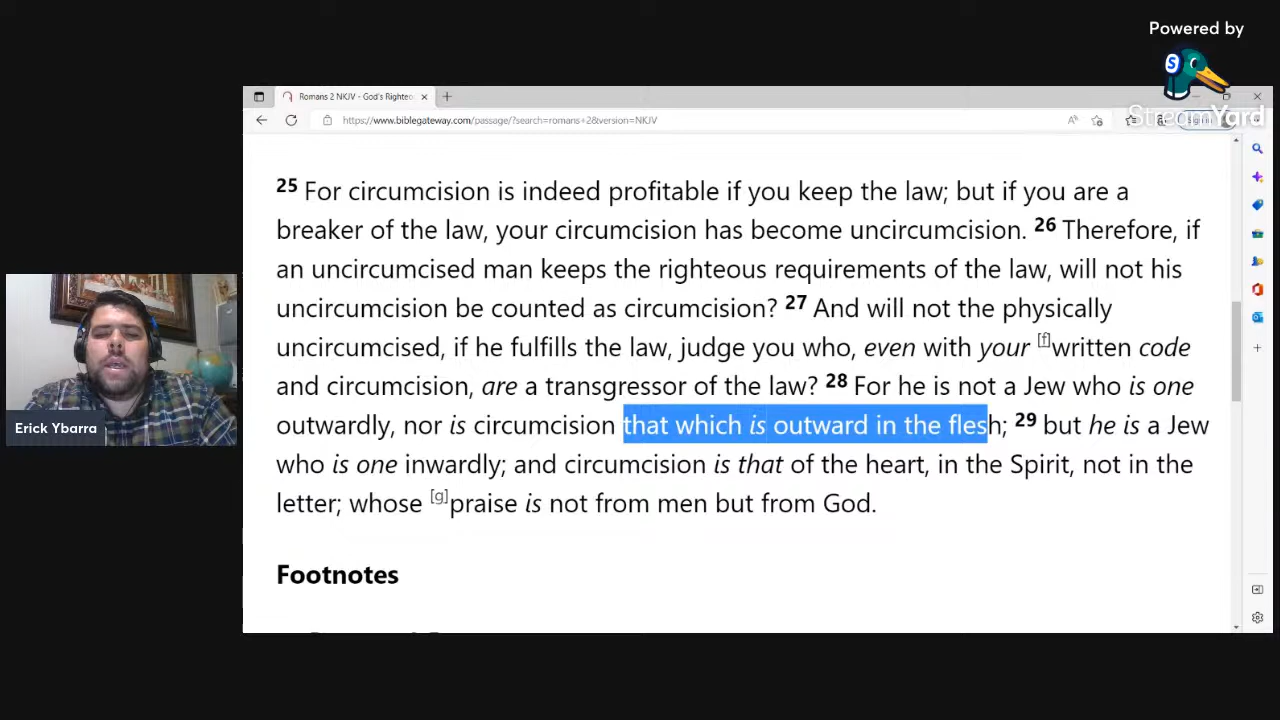 Powered by
StreamYard
S
Romans 2 NKJV - God's Righteo
https://www.biblegateway.com/passage/?search=romans+2&version=NKJV
Sign in
25 For circumcision is indeed profitable if you keep the law; but if you are a
breaker of the law, your circumcision has become uncircumcision. 26 Therefore, if
an uncircumcised man keeps the righteous requirements of the law, will not his
uncircumcision be counted as circumcision? 27 And will not the physically
uncircumcised, if he fulfills the law, judge you who, even with your [f]written code
and circumcision, are a transgressor of the law? 28 For he is not a Jew who is one
outwardly, nor is circumcision that which is outward in the flesh; 29 but he is a Jew
who is one inwardly; and circumcision is that of the heart, in the Spirit, not in the
letter; whose [g]praise is not from men but from God.
Footnotes
Erick Ybarra